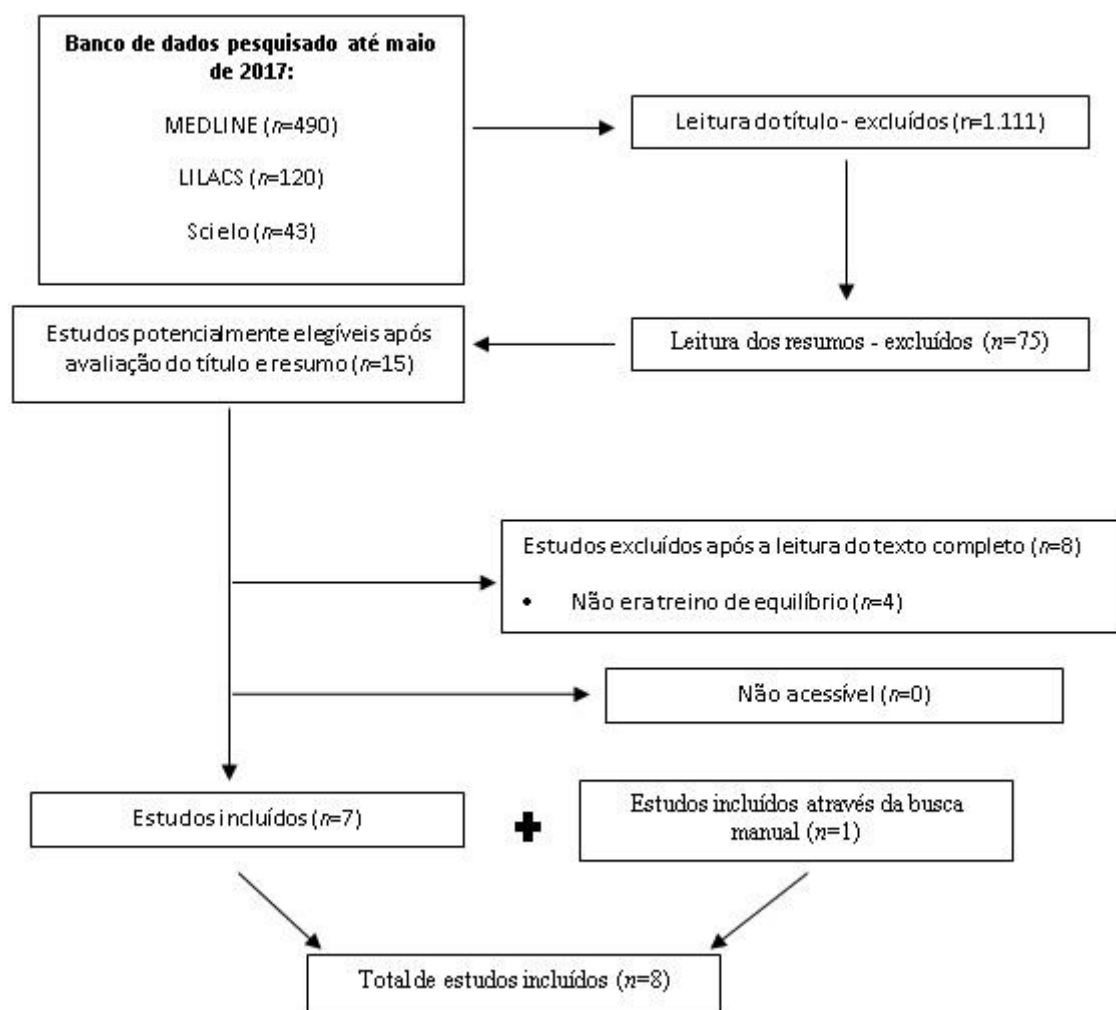 Banco de dados pesquisado até maio
de 2017:
MEDLINE (n=490)
LILACS (n=120)
Scielo (n=43)
Leitura do título - excluídos (n=1.111)
Leitura dos resumos - excluídos (n=75)
Estudos potencialmente elegíveis após
avaliação do título e resumo (n=15)
Estudos excluídos após a leitura do texto completo (n=8)
• Não era treino de equilíbrio (n=4)
Não acessível (n=0)
Estudos incluídos (n=7)
Estudos incluídos através da busca
manual (n=1)
Total de estudos incluídos (n=8)